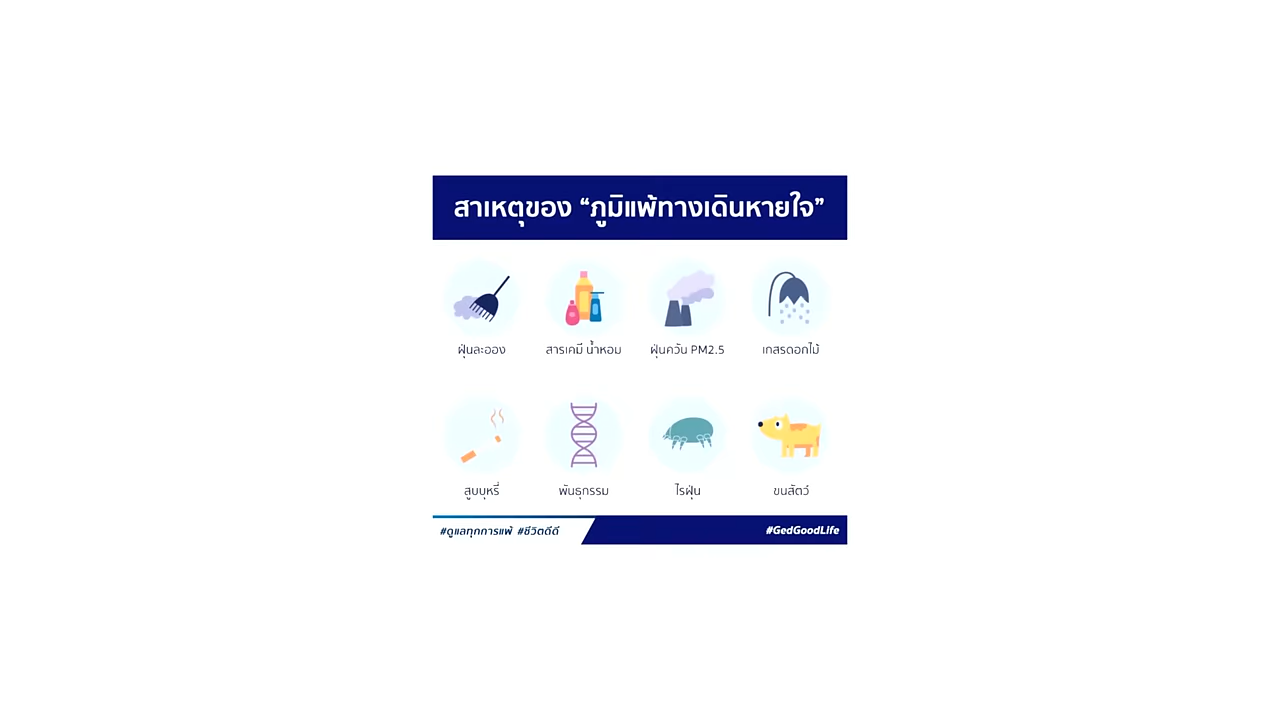 สาเหตุของ “ภูมิแพ้ทางเดินหายใจ”
ฝุ่นละออง
สารเคมี น้ำหอม
ฝุ่นควัน PM2.5
เกสรดอกไม้
สูบบุหรี่
พันธุกรรม
ไรฝุ่น
ขนสัตว์
#ดูแลทุกการแพ้ #ชีวิตดีดี
#GedGoodLife